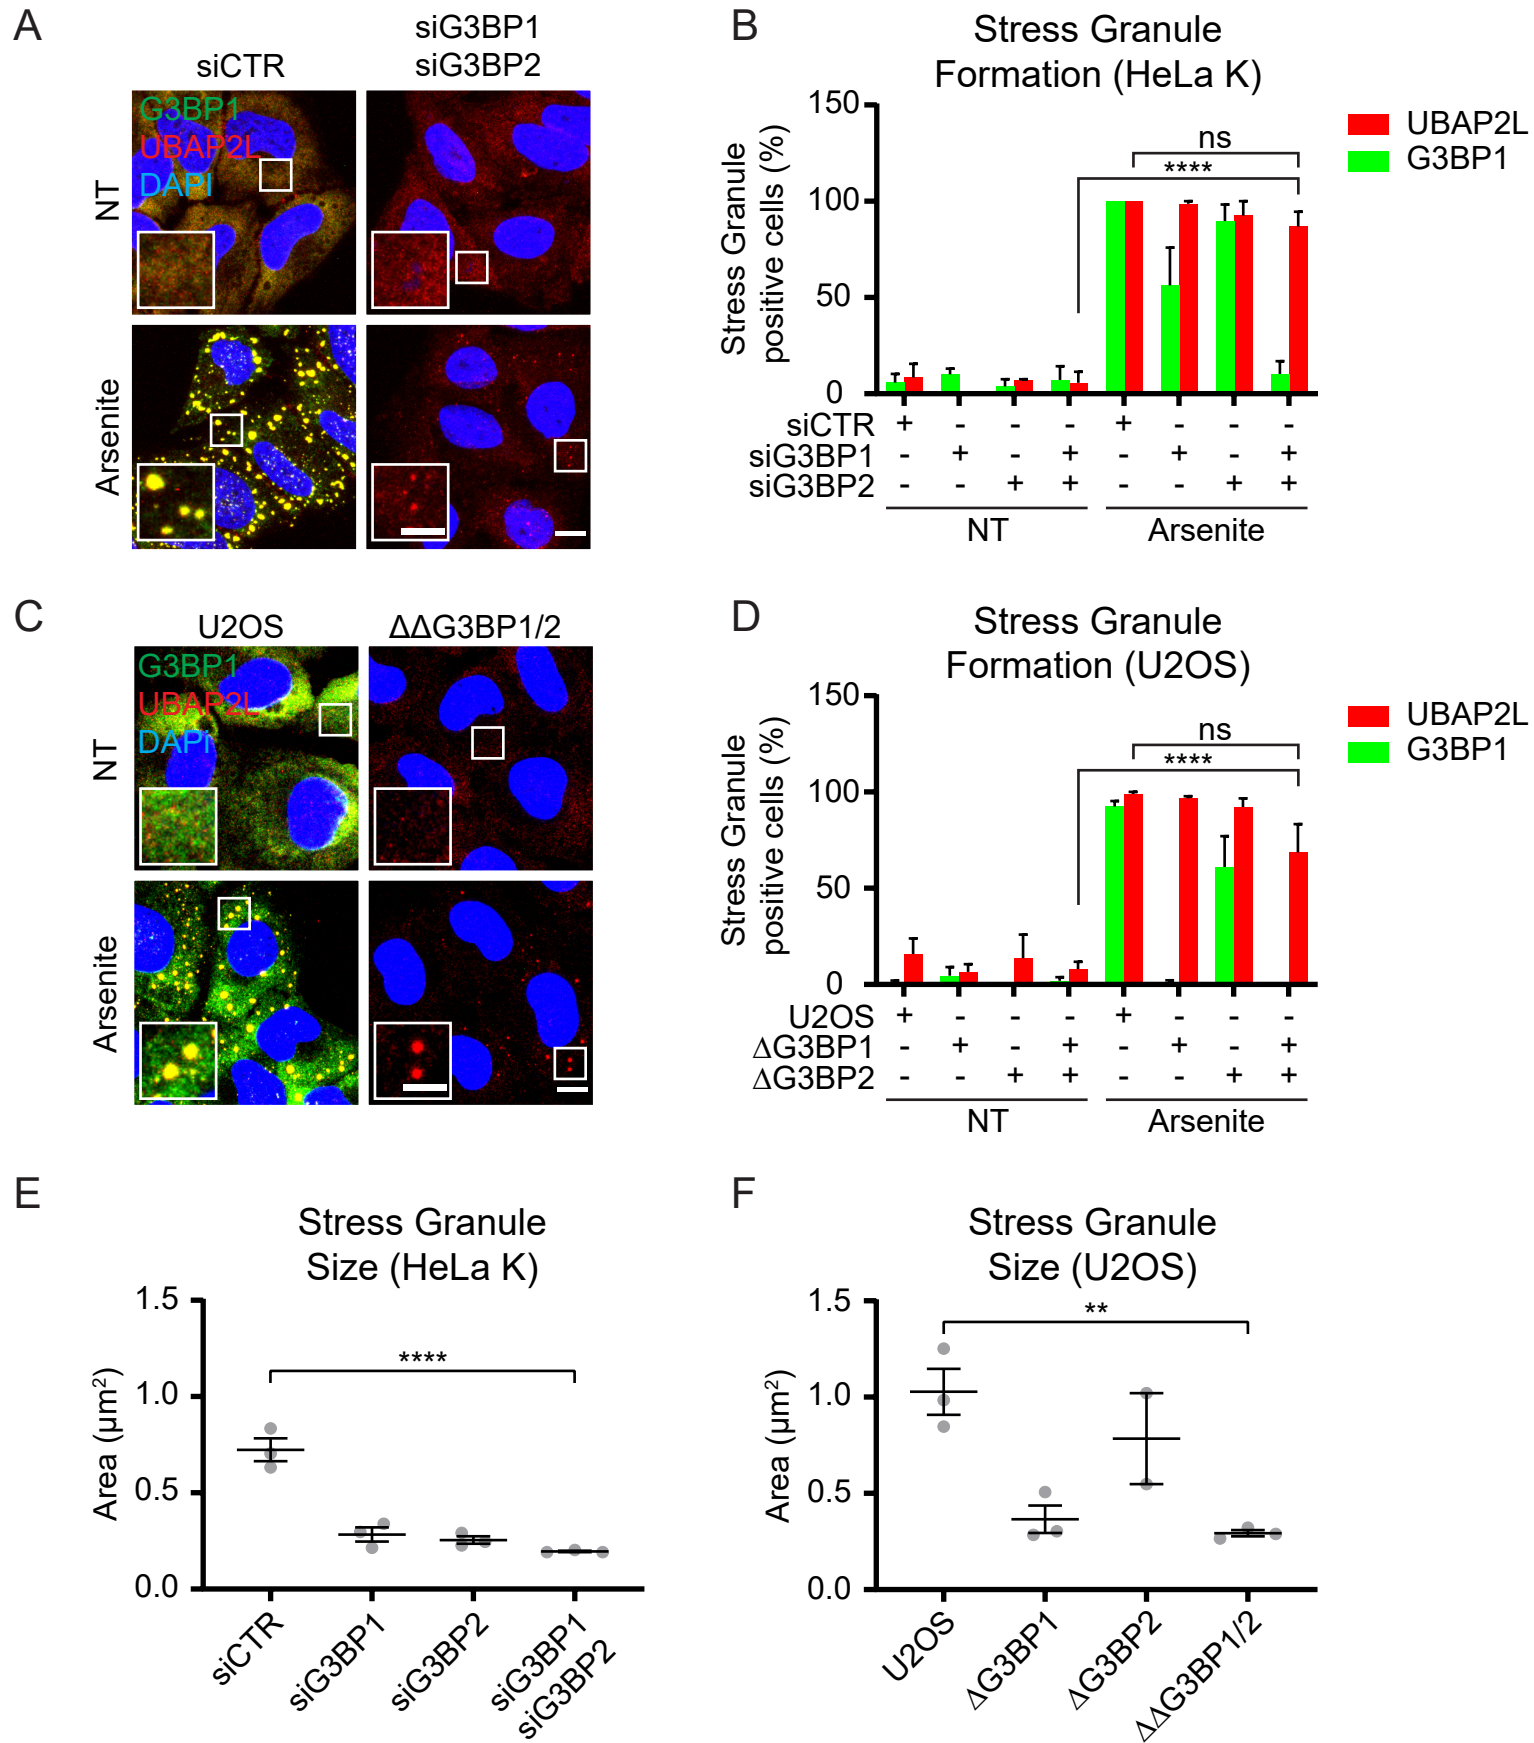 A
siCTR
siG3BP1
siG3BP2
G3BP1
UBAP2L
DAPI
NT
Arsenite
B
Stress Granule
Formation (HeLa K)
Stress Granule
positive cells (%)
150
100
50
0
ns
****
UBAP2L
G3BP1
siCTR + - - - + - - -
siG3BP1 - + - + - + - +
siG3BP2 - - + + - - + +
NT Arsenite
C
U2OS ΔΔG3BP1/2
G3BP1
UBAP2L
DAPi
NT
Arsenite
D
Stress Granule
Formation (U2OS)
Stress Granule
positive cells (%)
150
100
50
0
ns
****
UBAP2L
G3BP1
U2OS + - - - + - - -
ΔG3BP1 - + - + - + - +
ΔG3BP2 - - + + - - + +
NT Arsenite
E
Stress Granule
Size (HeLa K)
Area (μm²)
1.5
1.0
0.5
0.0
****
siCTR
siG3BP1
siG3BP2
siG3BP1
siG3BP2
F
Stress Granule
Size (U2OS)
Area (μm²)
1.5
1.0
0.5
0.0
**
U2OS
ΔG3BP1
ΔG3BP2
ΔΔG3BP1/2